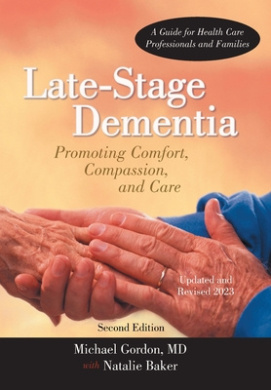 A Guide for Health Care
Professionals and Families
Late-Stage
Dementia
Promoting Comfort,
Compassion,
and Care
Updated and
Revised 2023
Second Edition
Michael Gordon, MD
with Natalie Baker